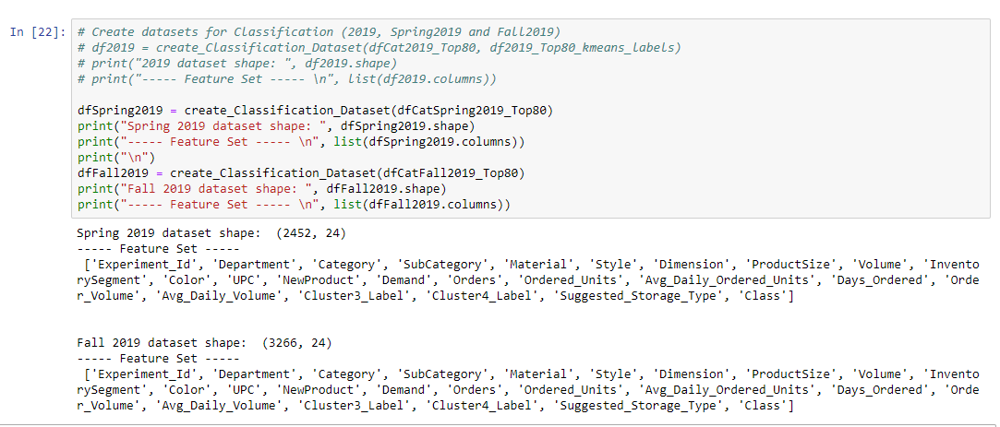 In [22]: # Create datasets for Classification (2019, Spring2019 and Fall2019)
# df2019 = create_Classification_Dataset(dfCat2019_Top80, df2019_Top80_kmeans_labels)
# print("2019 dataset shape: ", df2019.shape)
# print("----- Feature Set ----- \n", list(df2019.columns))
dfSpring2019 = create_Classification_Dataset(dfCatSpring2019_Top80)
print("Spring 2019 dataset shape: ", dfSpring2019.shape)
print("----- Feature Set ----- \n", list(dfSpring2019.columns))
print("\n")
dfFall2019 = create_Classification_Dataset(dfCatFall2019_Top80)
print("Fall 2019 dataset shape: ", dfFall2019.shape)
print("----- Feature Set ----- \n", list(dfFall2019.columns))
Spring 2019 dataset shape:  (2452, 24)
----- Feature Set -----
['Experiment_Id', 'Department', 'Category', 'SubCategory', 'Material', 'Style', 'Dimension', 'ProductSize', 'Volume', 'Invento
rySegment', 'Color', 'UPC', 'NewProduct', 'Demand', 'Orders', 'Ordered_Units', 'Avg_Daily_Ordered_Units', 'Days_Ordered', 'Orde
r_Volume', 'Avg_Daily_Volume', 'Cluster3_Label', 'Cluster4_Label', 'Suggested_Storage_Type', 'Class']
Fall 2019 dataset shape:  (3266, 24)
----- Feature Set -----
['Experiment_Id', 'Department', 'Category', 'SubCategory', 'Material', 'Style', 'Dimension', 'ProductSize', 'Volume', 'Invento
rySegment', 'Color', 'UPC', 'NewProduct', 'Demand', 'Orders', 'Ordered_Units', 'Avg_Daily_Ordered_Units', 'Days_Ordered', 'Orde
r_Volume', 'Avg_Daily_Volume', 'Cluster3_Label', 'Cluster4_Label', 'Suggested_Storage_Type', 'Class']